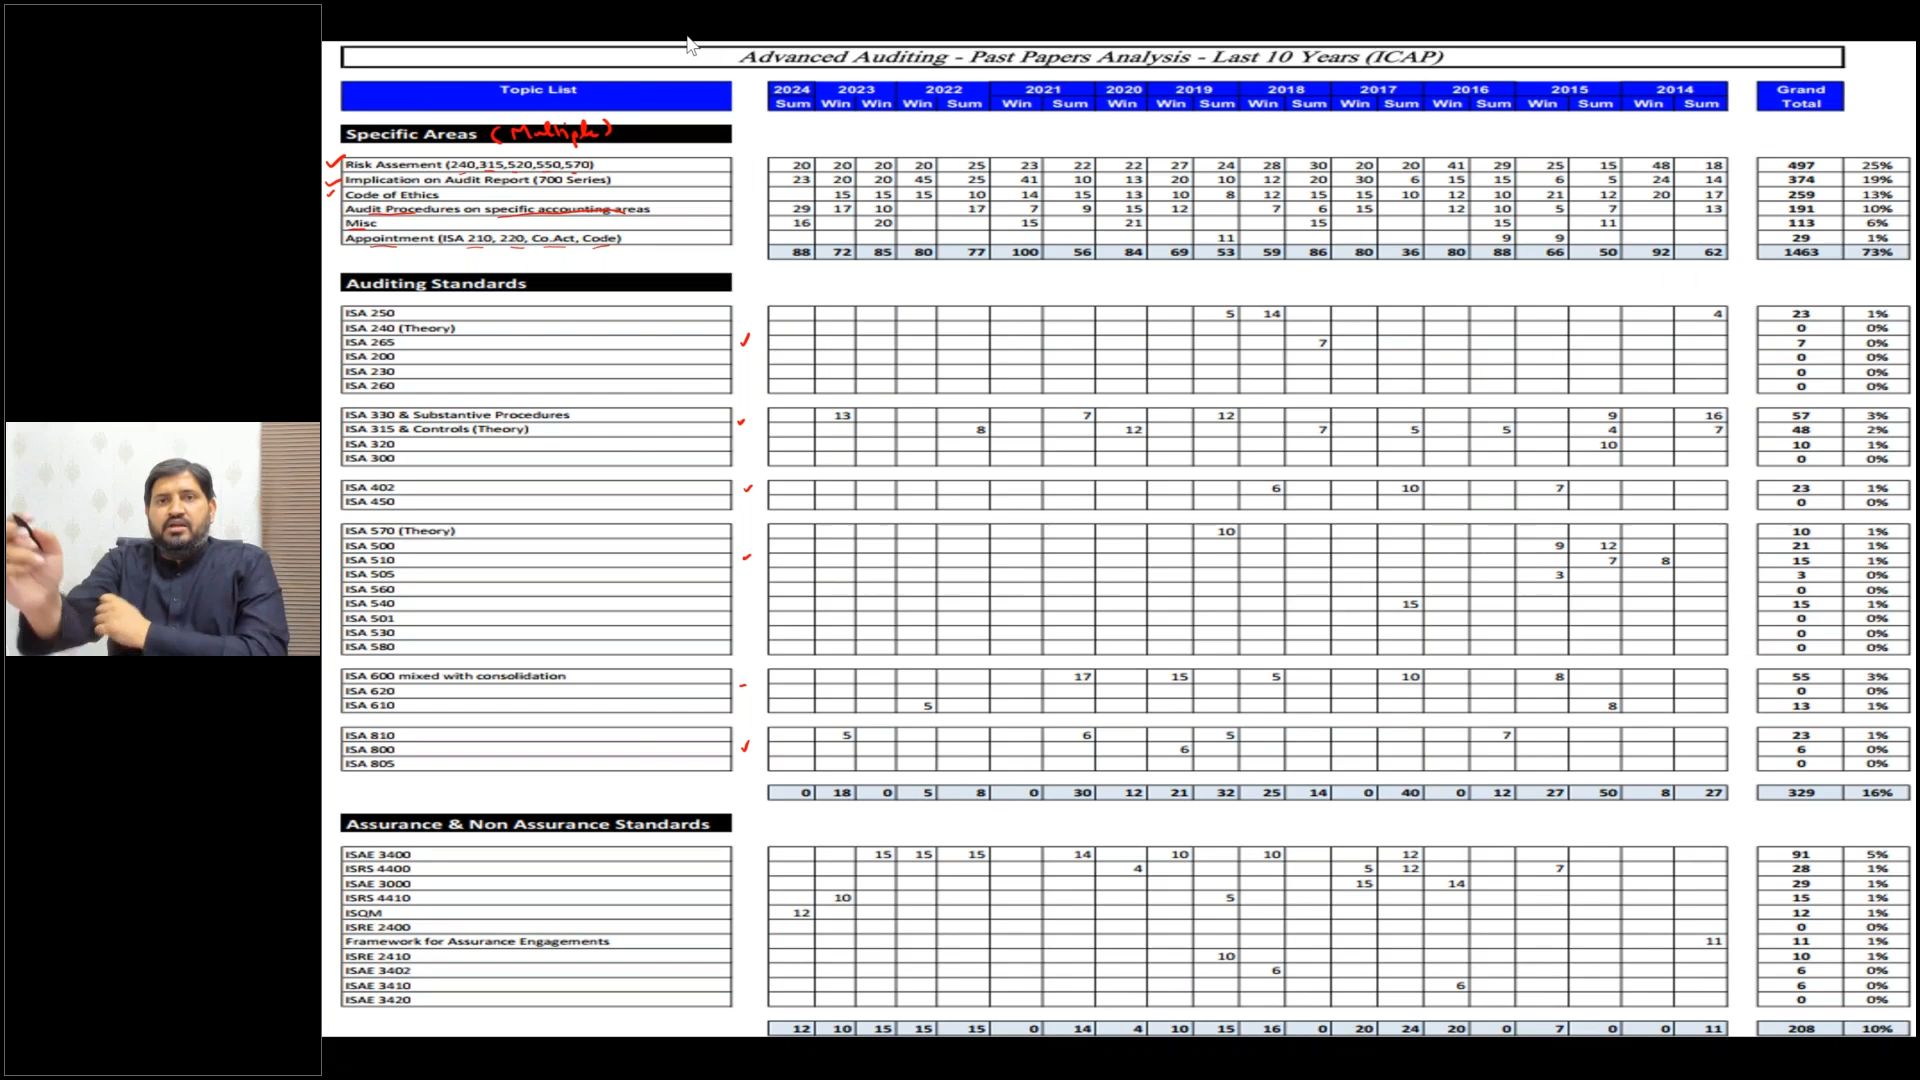 Advanced Auditing - Past Papers Analysis - Last 10 Years (ICAP)
Topic List 2024 2023 2022 2021 2020 2019 2018 2017 2016 2015 2014 Grand Total
Sum Win Win Win Sum Win Sum Win Win Sum Win Sum Win Sum Win Sum Win Sum Win Sum
Specific Areas (Multiple)
Risk Assement (240,315,520,550,570) 20 20 20 20 25 23 22 22 27 24 28 30 20 20 41 29 25 15 48 18 497 25%
Implication on Audit Report (700 Series) 23 20 20 45 25 41 10 13 20 10 12 20 30 6 15 15 6 5 24 14 374 19%
Code of Ethics 15 15 15 10 14 15 13 10 8 12 15 15 10 12 10 21 12 20 17 259 13%
Audit Procedures on specific accounting areas 29 17 10 17 7 9 15 12 7 6 15 12 10 5 7 13 191 10%
Misc 16 20 15 21 15 15 11 113 6%
Appointment (ISA 210, 220, Co.Act, Code) 11 9 9 29 1%
88 72 85 80 77 100 56 84 69 53 59 86 80 36 80 88 66 50 92 62 1463 73%
Auditing Standards
ISA 250 5 14 4 23 1%
ISA 240 (Theory) 0 0%
ISA 265 7 7 0%
ISA 200 0 0%
ISA 230 0 0%
ISA 260 0 0%
ISA 330 & Substantive Procedures 13 7 12 9 16 57 3%
ISA 315 & Controls (Theory) 8 12 7 5 5 4 7 48 2%
ISA 320 10 10 1%
ISA 300 0 0%
ISA 402 6 10 7 23 1%
ISA 450 0 0%
ISA 570 (Theory) 10 10 1%
ISA 500 9 12 21 1%
ISA 510 7 8 15 1%
ISA 505 3 3 0%
ISA 560 0 0%
ISA 540 15 15 1%
ISA 501 0 0%
ISA 530 0 0%
ISA 580 0 0%
ISA 600 mixed with consolidation 17 15 5 10 8 55 3%
ISA 620 0 0%
ISA 610 5 8 13 1%
ISA 810 5 6 5 7 23 1%
ISA 800 6 6 0%
ISA 805 0 0%
0 18 0 5 8 0 30 12 21 32 25 14 0 40 0 12 27 50 8 27 329 16%
Assurance & Non Assurance Standards
ISAE 3400 15 15 15 14 10 10 12 91 5%
ISRS 4400 4 5 12 7 28 1%
ISAE 3000 15 14 29 1%
ISRS 4410 10 5 15 1%
ISQM 12 12 1%
ISRE 2400 0 0%
Framework for Assurance Engagements 11 11 1%
ISRE 2410 10 10 1%
ISAE 3402 6 6 0%
ISAE 3410 6 6 0%
ISAE 3420 0 0%
12 10 15 15 15 0 14 4 10 15 16 0 20 24 20 0 7 0 0 11 208 10%